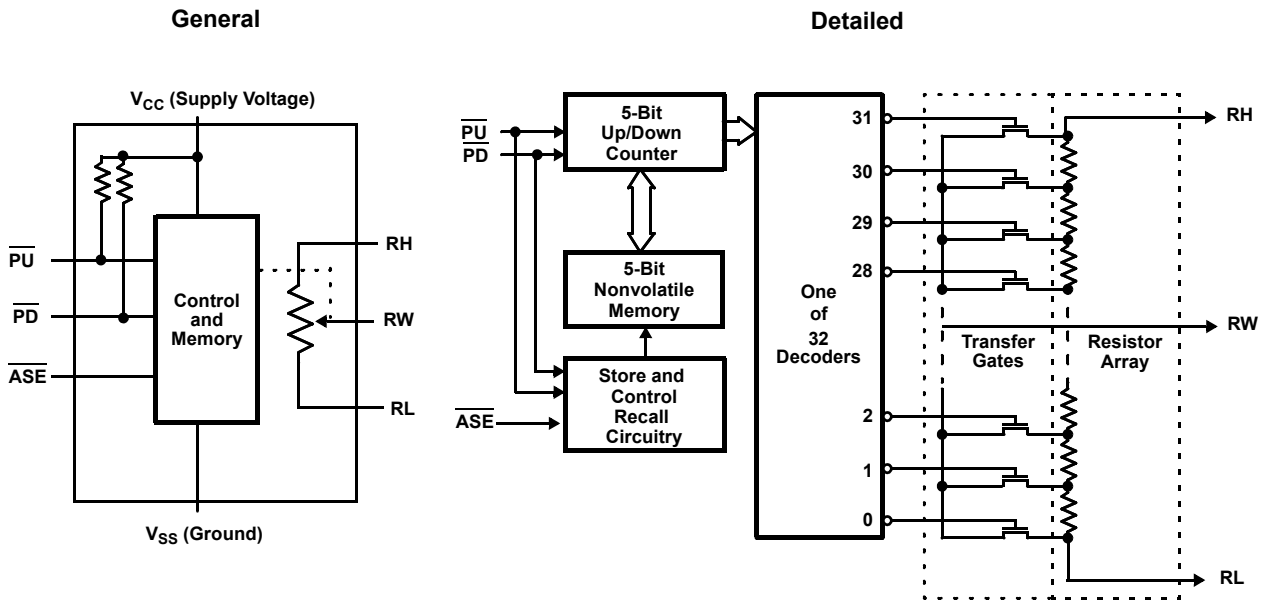 General
V_CC (Supply Voltage)
PU
PD
ASE
Control
and
Memory
RH
RW
RL
V_SS (Ground)
Detailed
PU
PD
ASE
5-Bit
Up/Down
Counter
5-Bit
Nonvolatile
Memory
Store and
Control
Recall
Circuitry
One
of
32
Decoders
31
30
29
28
2
1
0
Transfer
Gates
Resistor
Array
RH
RW
RL